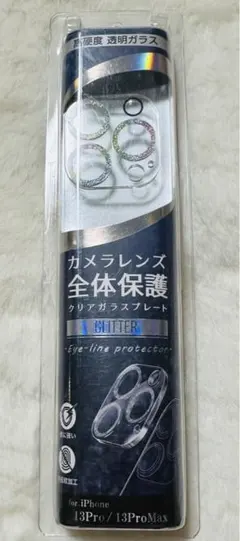 高硬度 透明ガラス
カメラレンズ
全体保護
クリアガラスプレート
GLITTER
-Eye-line protector-
for iPhone
13Pro/13ProMax